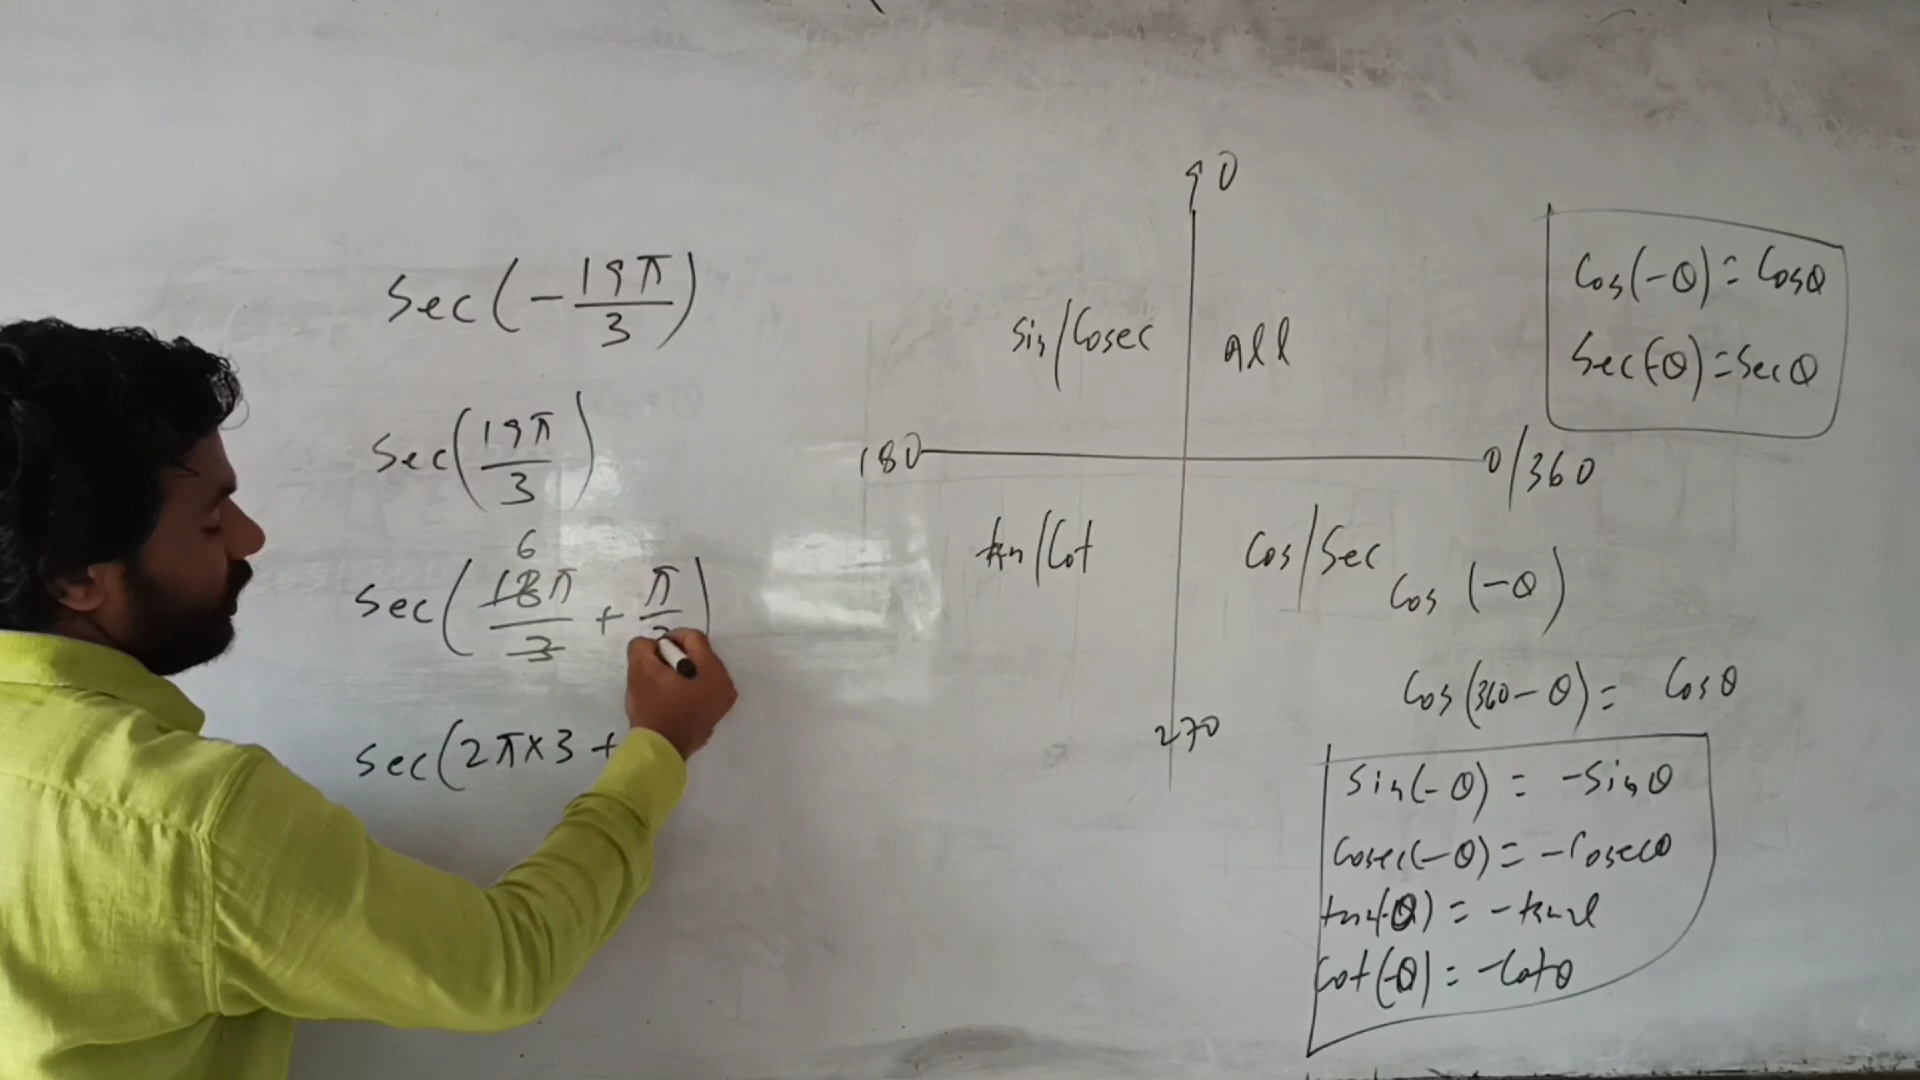 sec(-19π/3)
sec(19π/3)
6
sec(18π/3 + π/3)
sec(2π×3 +
90
sin/Cosec
all
180
0/360
tan/Cot
Cos/Sec
270
Cos(-θ) = Cosθ
Sec(-θ) = Secθ
Cos (-θ)
Cos(360-θ) = Cosθ
Sin(-θ) = -Sinθ
Cosec(-θ) = -Cosecθ
tan(-θ) =
Cot(-θ) = -Cotθ